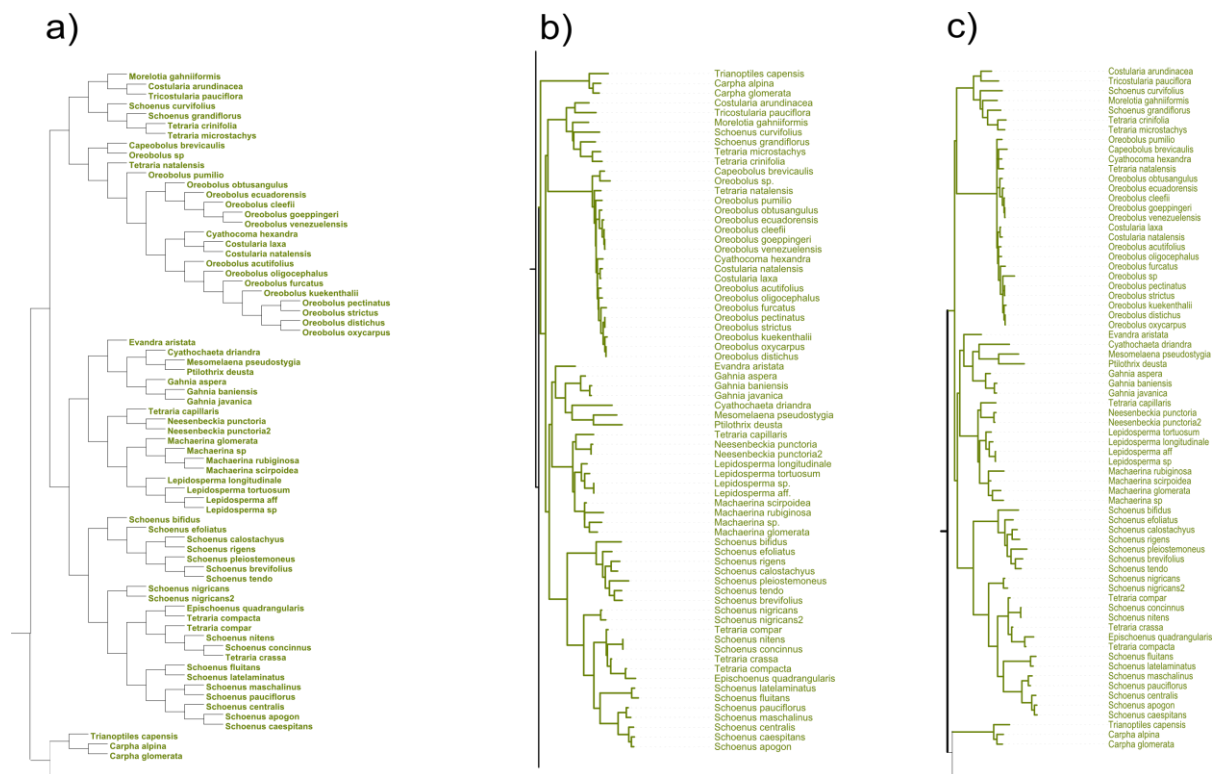 a)
Morelotia gahniiformis
Costularia arundinacea
Tricostularia pauciflora
Schoenus curvifolius
Schoenus grandiflorus
Tetraria crinifolia
Tetraria microstachys
Capeobolus brevicaulis
Oreobolus sp
Tetraria natalensis
Oreobolus pumilio
Oreobolus obtusangulus
Oreobolus ecuadorensis
Oreobolus cleefii
Oreobolus goeppingeri
Oreobolus venezuelensis
Cyathocoma hexandra
Costularia laxa
Costularia natalensis
Oreobolus acutifolius
Oreobolus oligocephalus
Oreobolus furcatus
Oreobolus kuekenthalii
Oreobolus pectinatus
Oreobolus strictus
Oreobolus distichus
Oreobolus oxycarpus
Evandra aristata
Cyathochaeta driandra
Mesomelaena pseudostygia
Ptilothrix deusta
Gahnia aspera
Gahnia baniensis
Gahnia javanica
Tetraria capillaris
Neesenbeckia punctoria
Neesenbeckia punctoria2
Machaerina glomerata
Machaerina sp
Machaerina rubiginosa
Machaerina scirpoidea
Lepidosperma longitudinale
Lepidosperma tortuosum
Lepidosperma aff
Lepidosperma sp
Schoenus bifidus
Schoenus efoliatus
Schoenus calostachyus
Schoenus rigens
Schoenus pleiostemoneus
Schoenus brevifolius
Schoenus tendo
Schoenus nigricans
Schoenus nigricans2
Epischoenus quadrangularis
Tetraria compacta
Tetraria compar
Schoenus nitens
Schoenus concinnus
Tetraria crassa
Schoenus fluitans
Schoenus latelaminatus
Schoenus maschalinus
Schoenus pauciflorus
Schoenus centralis
Schoenus apogon
Schoenus caespitans
Trianoptiles capensis
Carpha alpina
Carpha glomerata
b)
Trianoptiles capensis
Carpha alpina
Carpha glomerata
Costularia arundinacea
Tricostularia pauciflora
Morelotia gahniiformis
Schoenus curvifolius
Schoenus grandiflorus
Tetraria microstachys
Tetraria crinifolia
Capeobolus brevicaulis
Oreobolus sp.
Tetraria natalensis
Oreobolus pumilio
Oreobolus obtusangulus
Oreobolus ecuadorensis
Oreobolus cleefii
Oreobolus goeppingeri
Oreobolus venezuelensis
Cyathocoma hexandra
Costularia natalensis
Costularia laxa
Oreobolus acutifolius
Oreobolus oligocephalus
Oreobolus furcatus
Oreobolus pectinatus
Oreobolus strictus
Oreobolus kuekenthalii
Oreobolus oxycarpus
Oreobolus distichus
Evandra aristata
Gahnia aspera
Gahnia baniensis
Gahnia javanica
Cyathochaeta driandra
Mesomelaena pseudostygia
Ptilothrix deusta
Tetraria capillaris
Neesenbeckia punctoria
Neesenbeckia punctoria2
Lepidosperma longitudinale
Lepidosperma tortuosum
Lepidosperma sp.
Lepidosperma aff.
Machaerina scirpoidea
Machaerina rubiginosa
Machaerina sp.
Machaerina glomerata
Schoenus bifidus
Schoenus efoliatus
Schoenus rigens
Schoenus calostachyus
Schoenus pleiostemoneus
Schoenus tendo
Schoenus brevifolius
Schoenus nigricans
Schoenus nigricans2
Tetraria compar
Schoenus nitens
Schoenus concinnus
Tetraria crassa
Tetraria compacta
Epischoenus quadrangularis
Schoenus latelaminatus
Schoenus fluitans
Schoenus pauciflorus
Schoenus maschalinus
Schoenus centralis
Schoenus caespitans
Schoenus apogon
c)
Costularia arundinacea
Tricostularia pauciflora
Schoenus curvifolius
Morelotia gahniiformis
Schoenus grandiflorus
Tetraria crinifolia
Tetraria microstachys
Oreobolus pumilio
Capeobolus brevicaulis
Cyathocoma hexandra
Tetraria natalensis
Oreobolus obtusangulus
Oreobolus ecuadorensis
Oreobolus cleefii
Oreobolus goeppingeri
Oreobolus venezuelensis
Costularia laxa
Costularia natalensis
Oreobolus acutifolius
Oreobolus oligocephalus
Oreobolus furcatus
Oreobolus sp
Oreobolus pectinatus
Oreobolus strictus
Oreobolus kuekenthalii
Oreobolus distichus
Oreobolus oxycarpus
Evandra aristata
Cyathochaeta driandra
Mesomelaena pseudostygia
Ptilothrix deusta
Gahnia aspera
Gahnia baniensis
Gahnia javanica
Tetraria capillaris
Neesenbeckia punctoria
Neesenbeckia punctoria2
Lepidosperma tortuosum
Lepidosperma longitudinale
Lepidosperma aff
Lepidosperma sp
Machaerina rubiginosa
Machaerina scirpoidea
Machaerina glomerata
Machaerina sp
Schoenus bifidus
Schoenus efoliatus
Schoenus calostachyus
Schoenus rigens
Schoenus pleiostemoneus
Schoenus brevifolius
Schoenus tendo
Schoenus nigricans
Schoenus nigricans2
Tetraria compar
Schoenus concinnus
Schoenus nitens
Tetraria crassa
Epischoenus quadrangularis
Tetraria compacta
Schoenus fluitans
Schoenus latelaminatus
Schoenus maschalinus
Schoenus pauciflorus
Schoenus centralis
Schoenus apogon
Schoenus caespitans
Trianoptiles capensis
Carpha alpina
Carpha glomerata